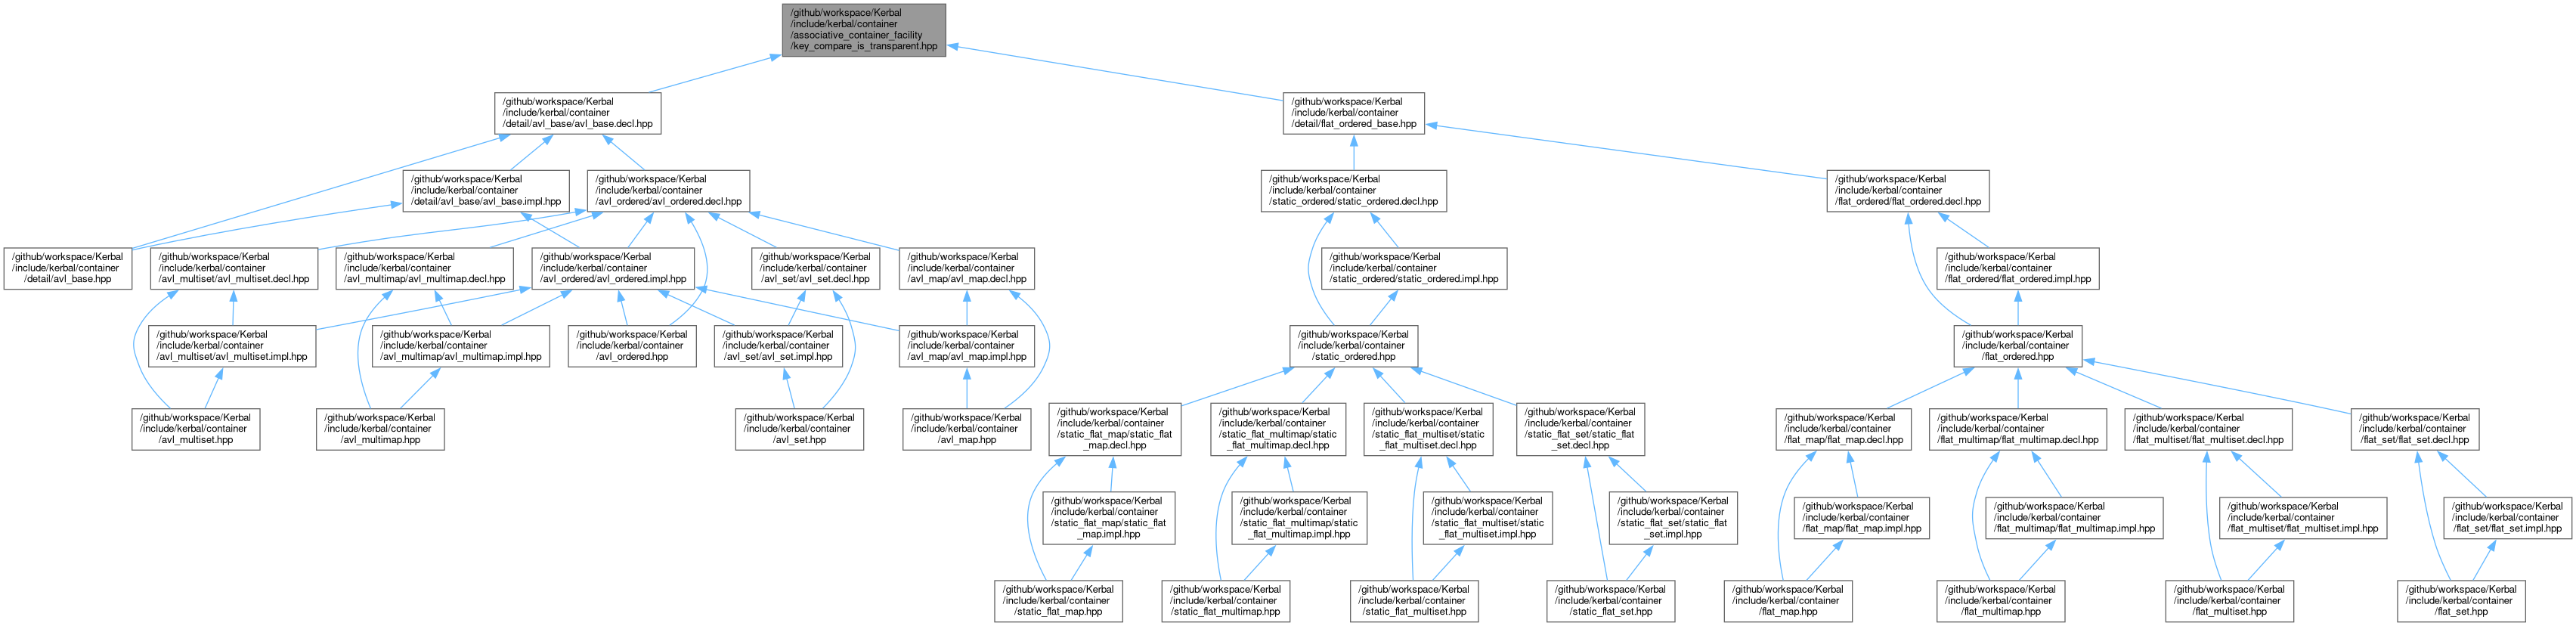 /github/workspace/Kerbal
/include/kerbal/container
/associative_container_facility
/key_compare_is_transparent.hpp
/github/workspace/Kerbal
/include/kerbal/container
/detail/avl_base/avl_base.decl.hpp
/github/workspace/Kerbal
/include/kerbal/container
/detail/flat_ordered_base.hpp
/github/workspace/Kerbal
/include/kerbal/container
/detail/avl_base/avl_base.impl.hpp
/github/workspace/Kerbal
/include/kerbal/container
/avl_ordered/avl_ordered.decl.hpp
/github/workspace/Kerbal
/include/kerbal/container
/static_ordered/static_ordered.decl.hpp
/github/workspace/Kerbal
/include/kerbal/container
/flat_ordered/flat_ordered.decl.hpp
/github/workspace/Kerbal
/include/kerbal/container
/detail/avl_base.hpp
/github/workspace/Kerbal
/include/kerbal/container
/avl_multiset/avl_multiset.decl.hpp
/github/workspace/Kerbal
/include/kerbal/container
/avl_multimap/avl_multimap.decl.hpp
/github/workspace/Kerbal
/include/kerbal/container
/avl_ordered/avl_ordered.impl.hpp
/github/workspace/Kerbal
/include/kerbal/container
/avl_set/avl_set.decl.hpp
/github/workspace/Kerbal
/include/kerbal/container
/avl_map/avl_map.decl.hpp
/github/workspace/Kerbal
/include/kerbal/container
/static_ordered/static_ordered.impl.hpp
/github/workspace/Kerbal
/include/kerbal/container
/flat_ordered/flat_ordered.impl.hpp
/github/workspace/Kerbal
/include/kerbal/container
/avl_multiset/avl_multiset.impl.hpp
/github/workspace/Kerbal
/include/kerbal/container
/avl_multimap/avl_multimap.impl.hpp
/github/workspace/Kerbal
/include/kerbal/container
/avl_ordered.hpp
/github/workspace/Kerbal
/include/kerbal/container
/avl_set/avl_set.impl.hpp
/github/workspace/Kerbal
/include/kerbal/container
/avl_map/avl_map.impl.hpp
/github/workspace/Kerbal
/include/kerbal/container
/static_ordered.hpp
/github/workspace/Kerbal
/include/kerbal/container
/flat_ordered.hpp
/github/workspace/Kerbal
/include/kerbal/container
/avl_multiset.hpp
/github/workspace/Kerbal
/include/kerbal/container
/avl_multimap.hpp
/github/workspace/Kerbal
/include/kerbal/container
/avl_set.hpp
/github/workspace/Kerbal
/include/kerbal/container
/avl_map.hpp
/github/workspace/Kerbal
/include/kerbal/container
/static_flat_map/static_flat
_map.decl.hpp
/github/workspace/Kerbal
/include/kerbal/container
/static_flat_multimap/static
_flat_multimap.decl.hpp
/github/workspace/Kerbal
/include/kerbal/container
/static_flat_multiset/static
_flat_multiset.decl.hpp
/github/workspace/Kerbal
/include/kerbal/container
/static_flat_set/static_flat
_set.decl.hpp
/github/workspace/Kerbal
/include/kerbal/container
/flat_map/flat_map.decl.hpp
/github/workspace/Kerbal
/include/kerbal/container
/flat_multimap/flat_multimap.decl.hpp
/github/workspace/Kerbal
/include/kerbal/container
/flat_multiset/flat_multiset.decl.hpp
/github/workspace/Kerbal
/include/kerbal/container
/flat_set/flat_set.decl.hpp
/github/workspace/Kerbal
/include/kerbal/container
/static_flat_map/static_flat
_map.impl.hpp
/github/workspace/Kerbal
/include/kerbal/container
/static_flat_multimap/static
_flat_multimap.impl.hpp
/github/workspace/Kerbal
/include/kerbal/container
/static_flat_multiset/static
_flat_multiset.impl.hpp
/github/workspace/Kerbal
/include/kerbal/container
/static_flat_set/static_flat
_set.impl.hpp
/github/workspace/Kerbal
/include/kerbal/container
/flat_map/flat_map.impl.hpp
/github/workspace/Kerbal
/include/kerbal/container
/flat_multimap/flat_multimap.impl.hpp
/github/workspace/Kerbal
/include/kerbal/container
/flat_multiset/flat_multiset.impl.hpp
/github/workspace/Kerbal
/include/kerbal/container
/flat_set/flat_set.impl.hpp
/github/workspace/Kerbal
/include/kerbal/container
/static_flat_map.hpp
/github/workspace/Kerbal
/include/kerbal/container
/static_flat_multimap.hpp
/github/workspace/Kerbal
/include/kerbal/container
/static_flat_multiset.hpp
/github/workspace/Kerbal
/include/kerbal/container
/static_flat_set.hpp
/github/workspace/Kerbal
/include/kerbal/container
/flat_map.hpp
/github/workspace/Kerbal
/include/kerbal/container
/flat_multimap.hpp
/github/workspace/Kerbal
/include/kerbal/container
/flat_multiset.hpp
/github/workspace/Kerbal
/include/kerbal/container
/flat_set.hpp